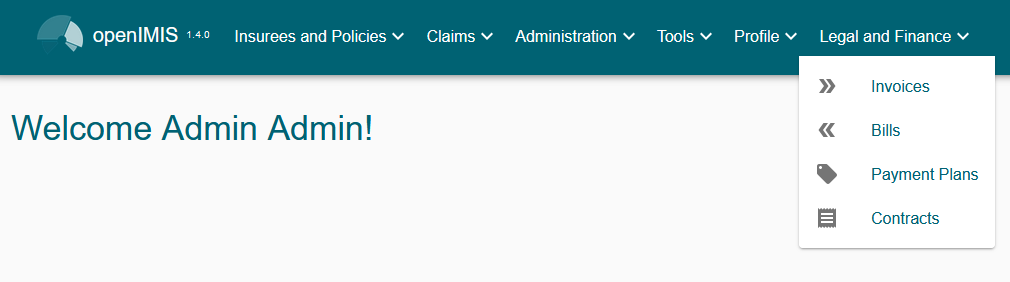 openIMIS 1.4.0 Insurees and Policies Claims Administration Tools Profile Legal and Finance
Invoices
Welcome Admin Admin!
Bills
Payment Plans
Contracts